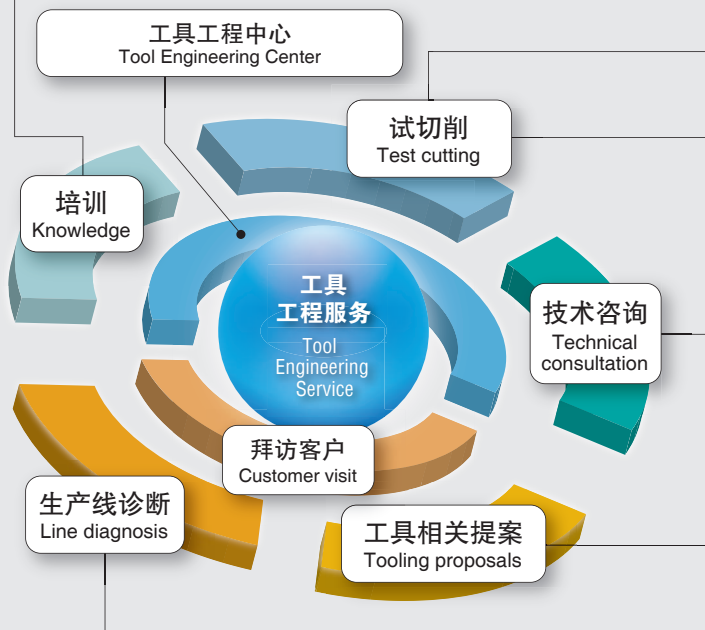 工具工程中心
Tool Engineering Center
试切削
Test cutting
培训
Knowledge
工具
工程服务
Tool
Engineering
Service
技术咨询
Technical
consultation
拜访客户
Customer visit
生产线诊断
Line diagnosis
工具相关提案
Tooling proposals